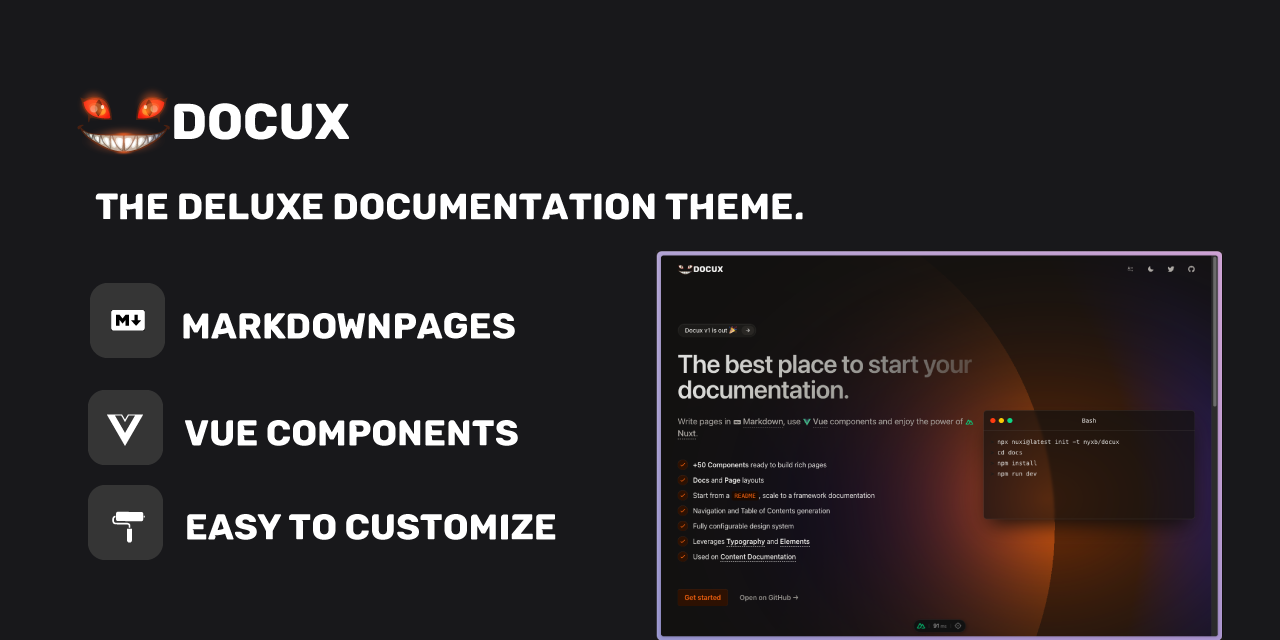 DOCUX
THE DELUXE DOCUMENTATION THEME.
MARKDOWNPAGES
VUE COMPONENTS
EASY TO CUSTOMIZE
DOCUX
Docux v1 is out 🎉 →
The best place to start your
documentation.
Write pages in Markdown, use Vue components and enjoy the power of
Nuxt.
+50 Components ready to build rich pages
Docs and Page layouts
Start from a README, scale to a framework documentation
Navigation and Table of Contents generation
Fully configurable design system
Leverages Typography and Elements
Used on Content Documentation
Get started Open on GitHub →
Bash
npx nuxi@latest init -t nyxb/docux
cd docs
npm install
npm run dev
91 ms